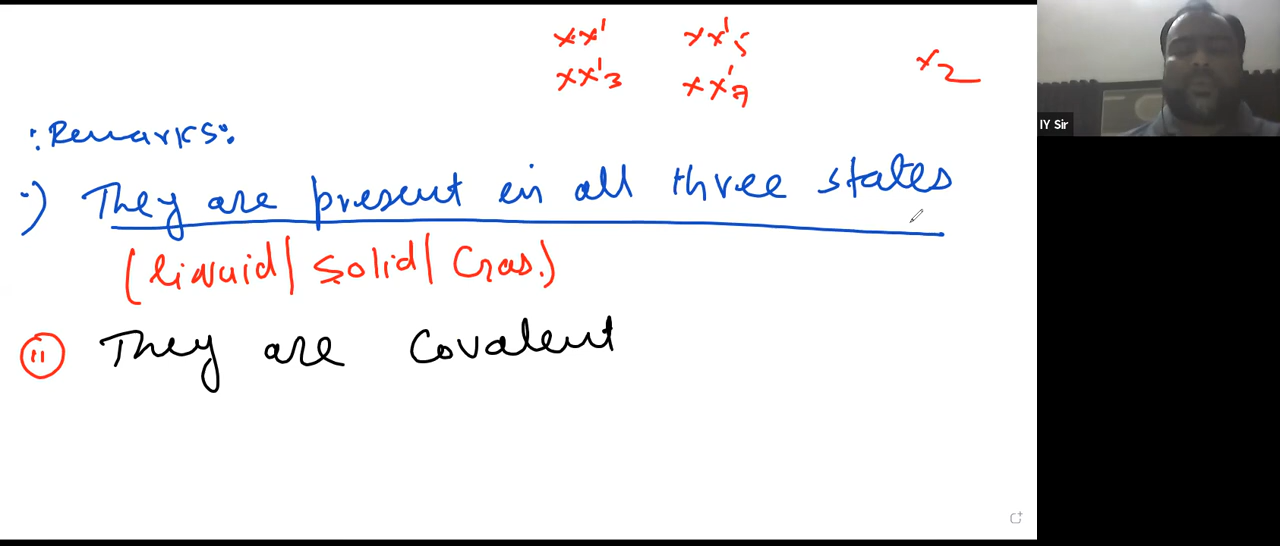 xx' xx'5
xx'3 xx'7 x2
IY Sir
:Remarks:
i) They are present in all three states
(liquid/ Solid/ Gas.)
(ii) They are Covalent